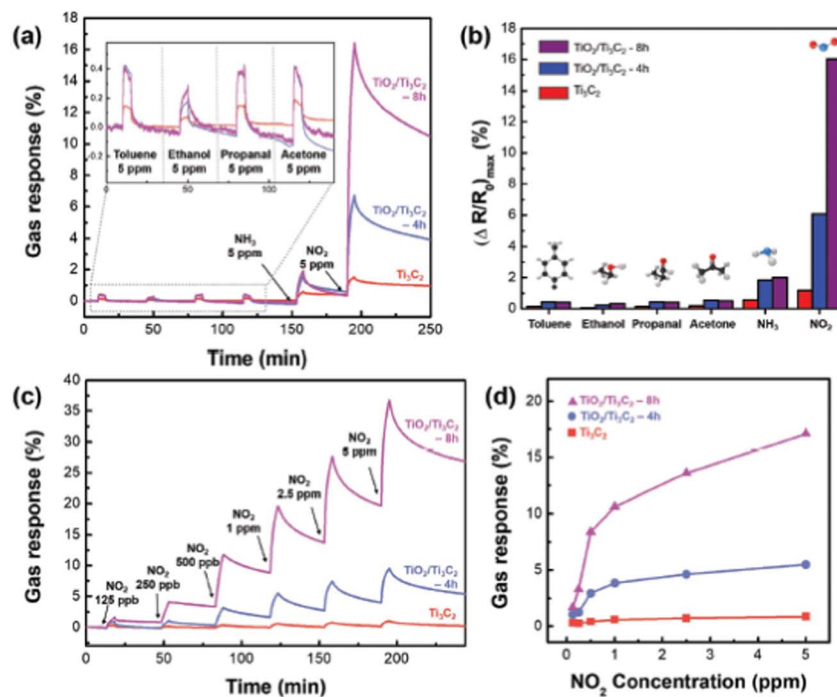 (a)
Gas response (%)
18
16
14
12
10
8
6
4
2
0
0.4
0.2
0.0
0.2
Toluene
5 ppm
Ethanol
5 ppm
Propanal
5 ppm
Acetone
5 ppm
0
50
100
TiO₂/Ti₃C₂
– 8h
TiO₂/Ti₃C₂
– 4h
Ti₃C₂
NH₃
5 ppm
NO₂
5 ppm
0 50 100 150 200 250
Time (min)
(b)
(Δ R/R₀)max (%)
18
16
14
12
10
8
6
4
2
0
TiO₂/Ti₃C₂ - 8h
TiO₂/Ti₃C₂ - 4h
Ti₃C₂
Toluene Ethanol Propanal Acetone NH₃ NO₂
(c)
Gas response (%)
40
35
30
25
20
15
10
5
0
-5
NO₂
125 ppb
NO₂
250 ppb
NO₂
500 ppb
NO₂
1 ppm
NO₂
2.5 ppm
NO₂
5 ppm
TiO₂/Ti₃C₂
– 8h
TiO₂/Ti₃C₂
– 4h
Ti₃C₂
0 50 100 150 200
Time (min)
(d)
Gas response (%)
20
15
10
5
0
TiO₂/Ti₃C₂ – 8h
TiO₂/Ti₃C₂ – 4h
Ti₃C₂
0 1 2 3 4 5
NO₂ Concentration (ppm)